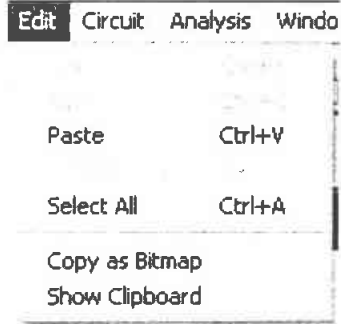 Edit Circuit Analysis Windo
Paste Ctrl+V
Select All Ctrl+A
Copy as Bitmap
Show Clipboard